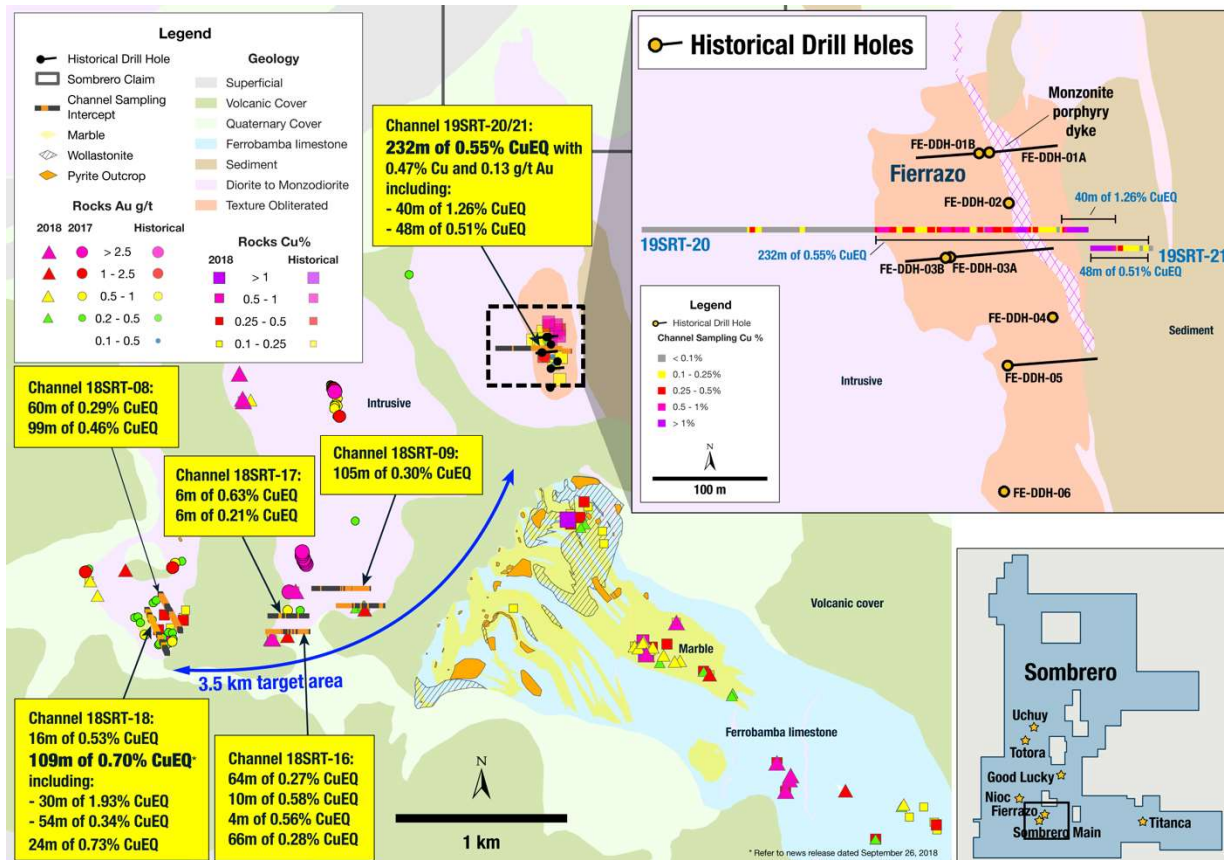 Legend
Historical Drill Hole
Sombrero Claim
Channel Sampling
Intercept
Marble
Wollastonite
Pyrite Outcrop
Geology
Superficial
Volcanic Cover
Quaternary Cover
Ferrobamba limestone
Sediment
Diorite to Monzodiorite
Texture Obliterated
Rocks Au g/t
2018 2017 Historical
> 2.5
1 - 2.5
0.5 - 1
0.2 - 0.5
0.1 - 0.5
Rocks Cu%
2018 Historical
> 1
0.5 - 1
0.25 - 0.5
0.1 - 0.25
Channel 19SRT-20/21:
232m of 0.55% CuEQ with
0.47% Cu and 0.13 g/t Au
including:
- 40m of 1.26% CuEQ
- 48m of 0.51% CuEQ
Historical Drill Holes
Monzonite
porphyry
dyke
FE-DDH-01B
FE-DDH-01A
Fierrazo
FE-DDH-02
40m of 1.26% CuEQ
19SRT-20
232m of 0.55% CuEQ
19SRT-21
48m of 0.51% CuEQ
FE-DDH-03B
FE-DDH-03A
FE-DDH-04
Sediment
FE-DDH-05
Intrusive
FE-DDH-06
Legend
Historical Drill Hole
Channel Sampling Cu %
< 0.1%
0.1 - 0.25%
0.25 - 0.5%
0.5 - 1%
> 1%
N
100 m
Channel 18SRT-08:
60m of 0.29% CuEQ
99m of 0.46% CuEQ
Intrusive
Channel 18SRT-17:
6m of 0.63% CuEQ
6m of 0.21% CuEQ
Channel 18SRT-09:
105m of 0.30% CuEQ
Volcanic cover
Marble
3.5 km target area
Ferrobamba limestone
Channel 18SRT-18:
16m of 0.53% CuEQ
109m of 0.70% CuEQ*
including:
- 30m of 1.93% CuEQ
- 54m of 0.34% CuEQ
24m of 0.73% CuEQ
Channel 18SRT-16:
64m of 0.27% CuEQ
10m of 0.58% CuEQ
4m of 0.56% CuEQ
66m of 0.28% CuEQ
N
1 km
* Refer to news release dated September 26, 2018
Sombrero
Uchuy
Totora
Good Lucky
Nioc
Fierrazo
Sombrero Main
Titanca